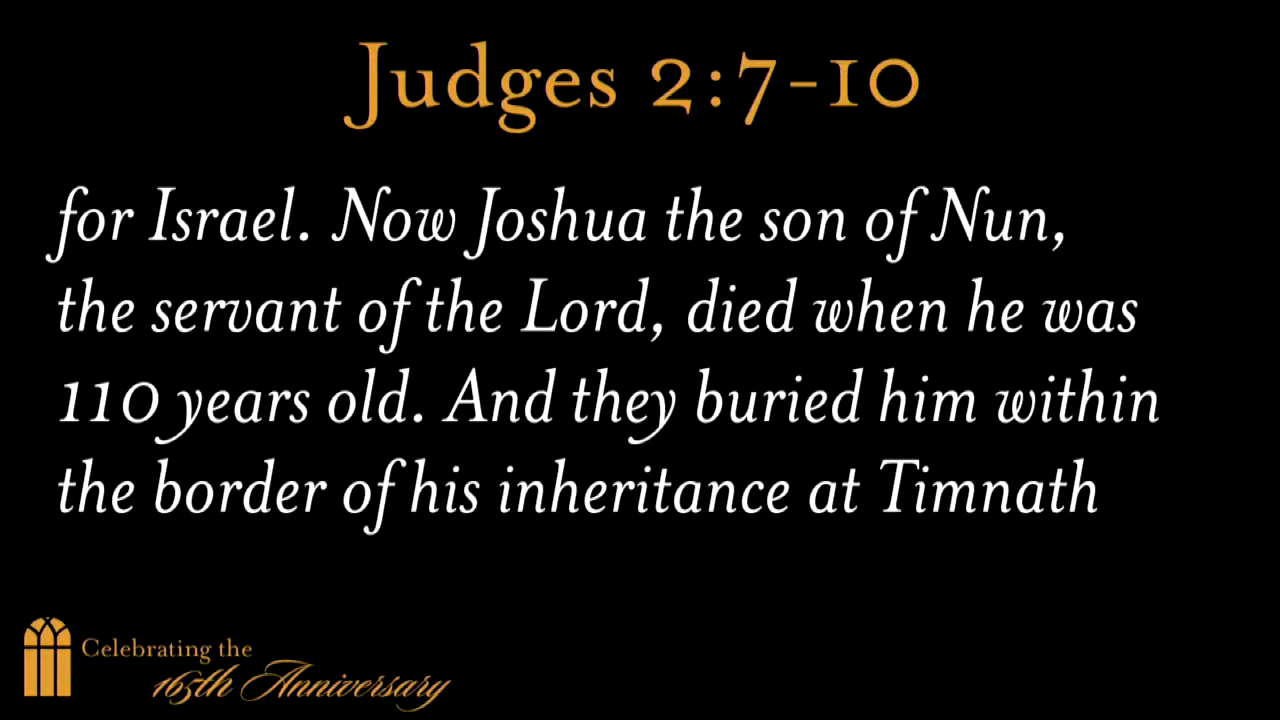 Judges 2:7-10
for Israel. Now Joshua the son of Nun,
the servant of the Lord, died when he was
110 years old. And they buried him within
the border of his inheritance at Timnath
Celebrating the
165th Anniversary